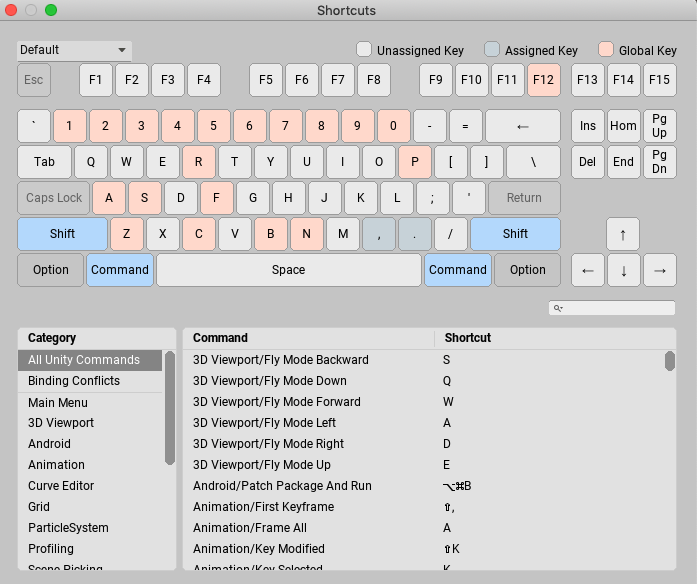 Shortcuts
Default Unassigned Key Assigned Key Global Key
Esc F1 F2 F3 F4 F5 F6 F7 F8 F9 F10 F11 F12 F13 F14 F15
` 1 2 3 4 5 6 7 8 9 0 - = ← Ins Hom Pg Up
Tab Q W E R T Y U I O P [ ] \ Del End Pg Dn
Caps Lock A S D F G H J K L ; ' Return
Shift Z X C V B N M , . / Shift ↑
Option Command Space Command Option ← ↓ →
Category Command Shortcut
All Unity Commands 3D Viewport/Fly Mode Backward S
Binding Conflicts 3D Viewport/Fly Mode Down Q
Main Menu 3D Viewport/Fly Mode Forward W
3D Viewport 3D Viewport/Fly Mode Left A
Android 3D Viewport/Fly Mode Right D
Animation 3D Viewport/Fly Mode Up E
Curve Editor Android/Patch Package And Run ⌥⌘B
Grid Animation/First Keyframe ⇧,
ParticleSystem Animation/Frame All A
Profiling Animation/Key Modified ⇧K
Scene Picking Animation/Key Selected K